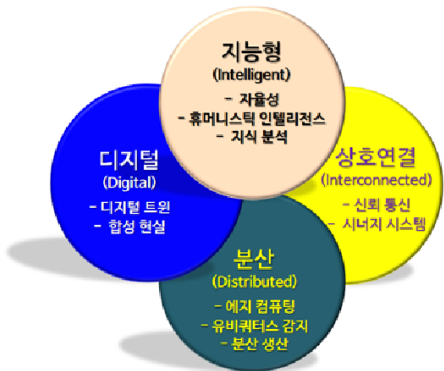 지능형
(Intelligent)
- 자율성
- 휴머니스틱 인텔리전스
- 지식 분석
디지털
(Digital)
- 디지털 트윈
- 합성 현실
상호연결
(Interconnected)
- 신뢰 통신
- 시너지 시스템
분산
(Distributed)
- 에지 컴퓨팅
- 유비쿼터스 감지
- 분산 생산